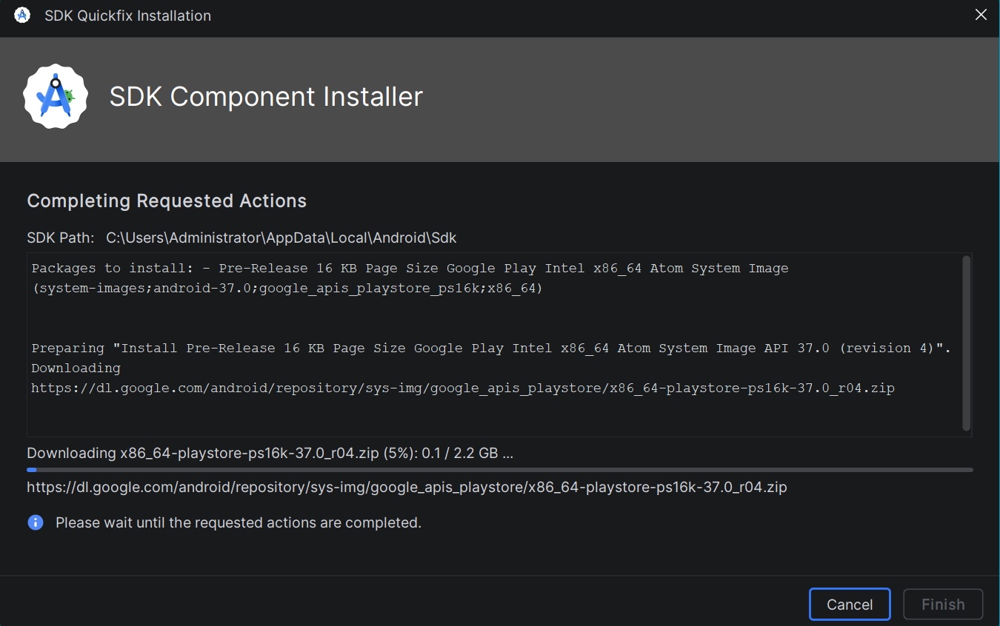 SDK Quickfix Installation
SDK Component Installer
Completing Requested Actions
SDK Path: C:\Users\Administrator\AppData\Local\Android\Sdk
Packages to install: - Pre-Release 16 KB Page Size Google Play Intel x86_64 Atom System Image
(system-images;android-37.0;google_apis_playstore_ps16k;x86_64)
Preparing "Install Pre-Release 16 KB Page Size Google Play Intel x86_64 Atom System Image API 37.0 (revision 4)".
Downloading
https://dl.google.com/android/repository/sys-img/google_apis_playstore/x86_64-playstore-ps16k-37.0_r04.zip
Downloading x86_64-playstore-ps16k-37.0_r04.zip (5%): 0.1 / 2.2 GB ...
https://dl.google.com/android/repository/sys-img/google_apis_playstore/x86_64-playstore-ps16k-37.0_r04.zip
Please wait until the requested actions are completed.
Cancel
Finish